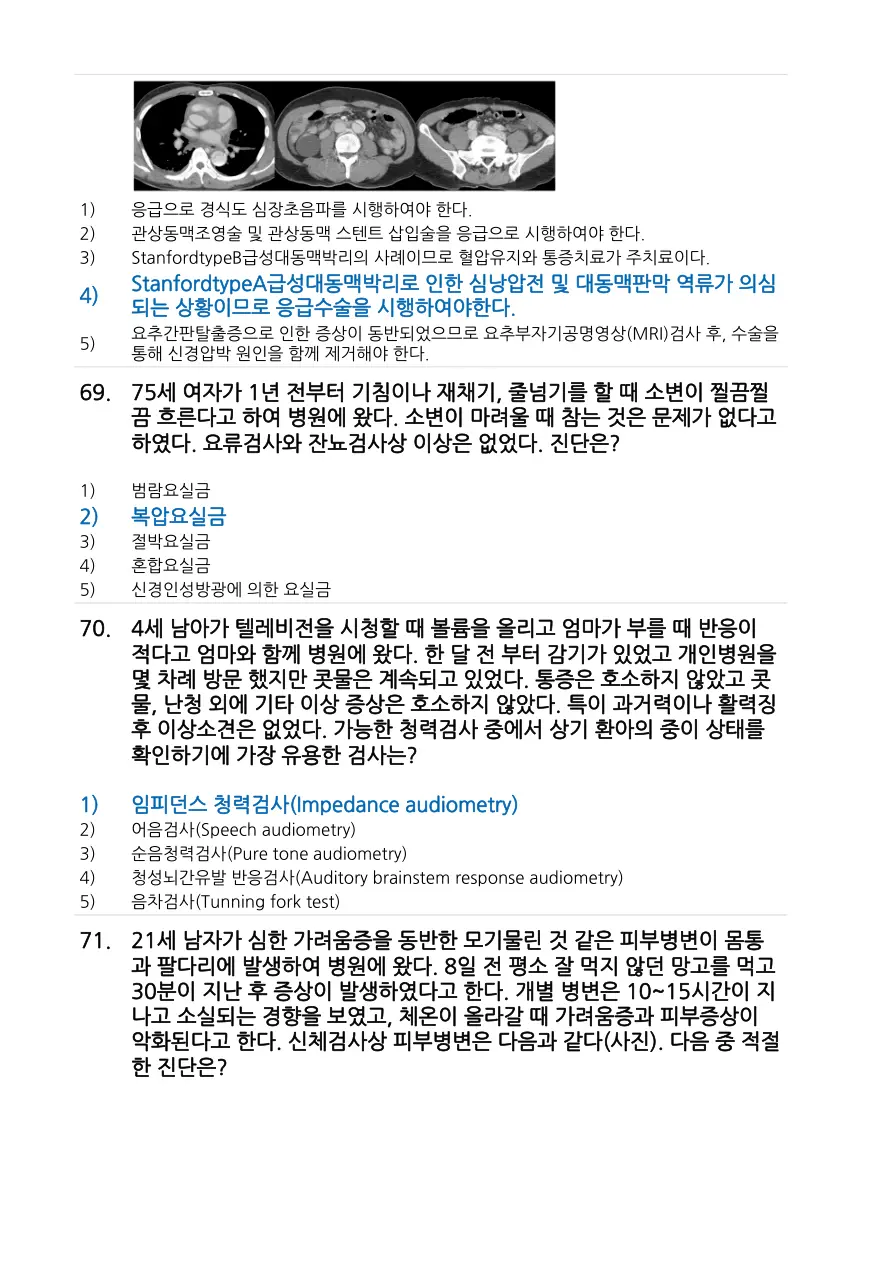 1) 응급으로 경식도 심장초음파를 시행하여야 한다.
2) 관상동맥조영술 및 관상동맥 스텐트 삽입술을 응급으로 시행하여야 한다.
3) StanfordtypeB급성대동맥박리의 사례이므로 혈압유지와 통증치료가 주치료이다.
4) StanfordtypeA급성대동맥박리로 인한 심낭압전 및 대동맥판막 역류가 의심
되는 상황이므로 응급수술을 시행하여야한다.
5) 요추간판탈출증으로 인한 증상이 동반되었으므로 요추부자기공명영상(MRI)검사 후, 수술을
통해 신경압박 원인을 함께 제거해야 한다.
69. 75세 여자가 1년 전부터 기침이나 재채기, 줄넘기를 할 때 소변이 찔끔찔
끔 흐른다고 하여 병원에 왔다. 소변이 마려울 때 참는 것은 문제가 없다고
하였다. 요류검사와 잔뇨검사상 이상은 없었다. 진단은?
1) 범람요실금
2) 복압요실금
3) 절박요실금
4) 혼합요실금
5) 신경인성방광에 의한 요실금
70. 4세 남아가 텔레비전을 시청할 때 볼륨을 올리고 엄마가 부를 때 반응이
적다고 엄마와 함께 병원에 왔다. 한 달 전 부터 감기가 있었고 개인병원을
몇 차례 방문 했지만 콧물은 계속되고 있었다. 통증은 호소하지 않았고 콧
물, 난청 외에 기타 이상 증상은 호소하지 않았다. 특이 과거력이나 활력징
후 이상소견은 없었다. 가능한 청력검사 중에서 상기 환아의 중이 상태를
확인하기에 가장 유용한 검사는?
1) 임피던스 청력검사(Impedance audiometry)
2) 어음검사(Speech audiometry)
3) 순음청력검사(Pure tone audiometry)
4) 청성뇌간유발 반응검사(Auditory brainstem response audiometry)
5) 음차검사(Tunning fork test)
71. 21세 남자가 심한 가려움증을 동반한 모기물린 것 같은 피부병변이 몸통
과 팔다리에 발생하여 병원에 왔다. 8일 전 평소 잘 먹지 않던 망고를 먹고
30분이 지난 후 증상이 발생하였다고 한다. 개별 병변은 10~15시간이 지
나고 소실되는 경향을 보였고, 체온이 올라갈 때 가려움증과 피부증상이
악화된다고 한다. 신체검사상 피부병변은 다음과 같다(사진). 다음 중 적절
한 진단은?